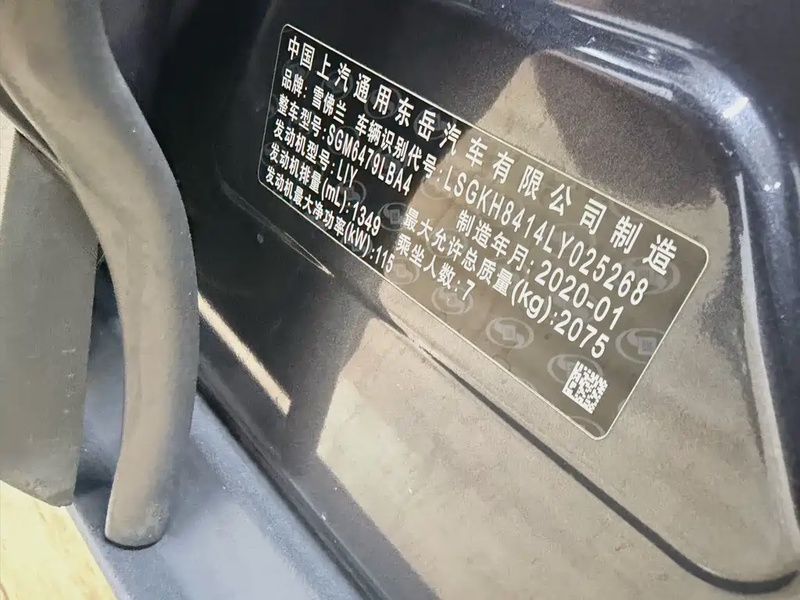 中国上汽通用东岳汽车有限公司制造
品牌: 雪佛兰 车辆识别代号: LSGKH8414LY025268
整车型号: SGM6479LBA4 制造年月: 2020-01
发动机型号: LIY 最大允许总质量(kg): 2075
发动机排量(mL): 1349 乘坐人数: 7
发动机最大净功率(kW): 115